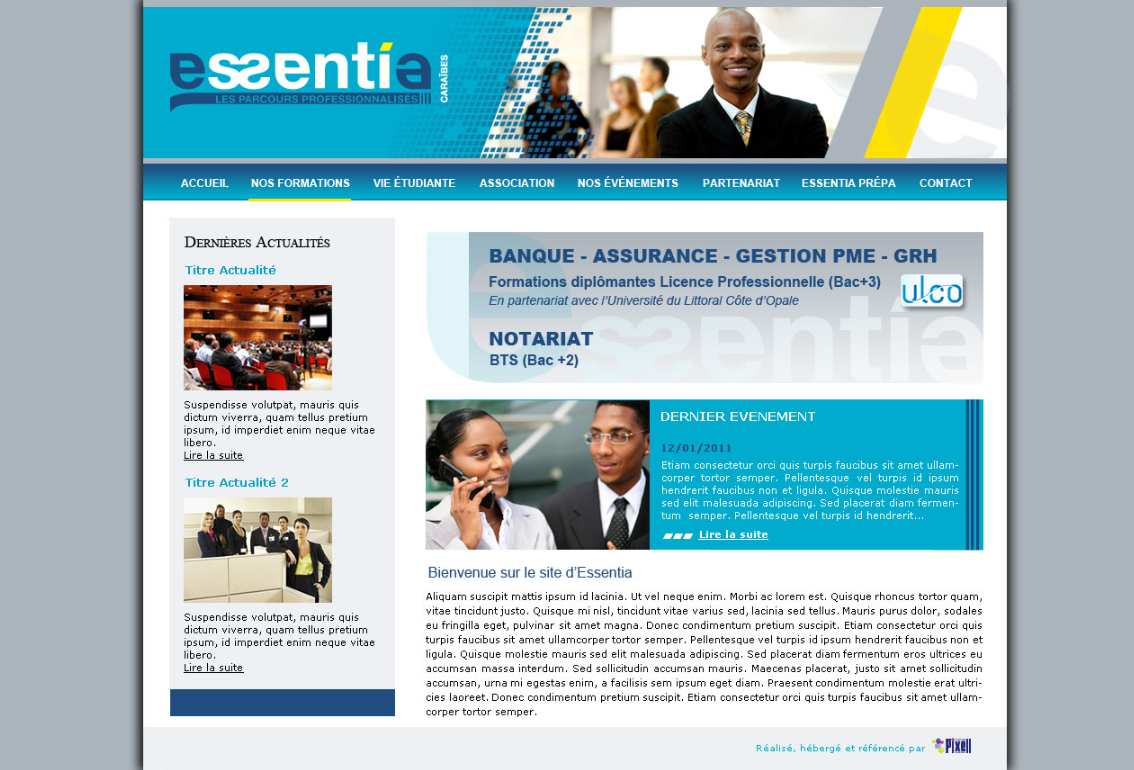 essentia
CARAÏBES
LES PARCOURS PROFESSIONNALISES
ACCUEIL NOS FORMATIONS VIE ÉTUDIANTE ASSOCIATION NOS ÉVÉNEMENTS PARTENARIAT ESSENTIA PRÉPA CONTACT
Dernières Actualités
Titre Actualité
Suspendisse volutpat, mauris quis
dictum viverra, quam tellus pretium
ipsum, id imperdiet enim neque vitae
libero.
Lire la suite
Titre Actualité 2
Suspendisse volutpat, mauris quis
dictum viverra, quam tellus pretium
ipsum, id imperdiet enim neque vitae
libero.
Lire la suite
BANQUE - ASSURANCE - GESTION PME - GRH
Formations diplômantes Licence Professionnelle (Bac+3)
En partenariat avec l'Université du Littoral Côte d'Opale
ulco
NOTARIAT
BTS (Bac +2)
essentia
DERNIER EVENEMENT
12/01/2011
Etiam consectetur orci quis turpis faucibus sit amet ullam-
corper tortor semper. Pellentesque vel turpis id ipsum
hendrerit faucibus non et ligula. Quisque molestie mauris
sed elit malesuada adipiscing. Sed placerat diam fermen-
tum semper. Pellentesque vel turpis id hendrerit...
Lire la suite
Bienvenue sur le site d'Essentia
Aliquam suscipit mattis ipsum id lacinia. Ut vel neque enim. Morbi ac lorem est. Quisque rhoncus tortor quam,
vitae tincidunt justo. Quisque mi nisl, tincidunt vitae varius sed, lacinia sed tellus. Mauris purus dolor, sodales
eu fringilla eget, pulvinar sit amet magna. Donec condimentum pretium suscipit. Etiam consectetur orci quis
turpis faucibus sit amet ullamcorper tortor semper. Pellentesque vel turpis id ipsum hendrerit faucibus non et
ligula. Quisque molestie mauris sed elit malesuada adipiscing. Sed placerat diam fermentum eros ultrices eu
accumsan massa interdum. Sed sollicitudin accumsan mauris. Maecenas placerat, justo sit amet sollicitudin
accumsan, urna mi egestas enim, a facilisis sem ipsum eget diam. Praesent condimentum molestie erat ultri-
cies laoreet. Donec condimentum pretium suscipit. Etiam consectetur orci quis turpis faucibus sit amet ullam-
corper tortor semper.
Réalisé, hébergé et référencé par Pixell